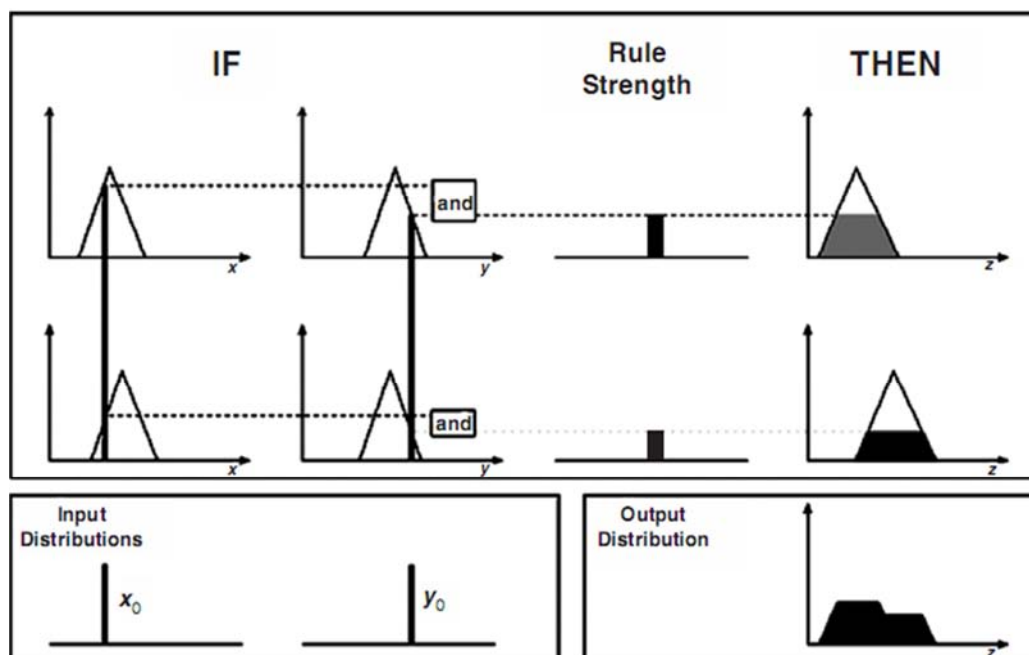 IF
Rule
Strength
THEN
and
x
y
z
and
x
y
z
Input
Distributions
x0
y0
Output
Distribution
z